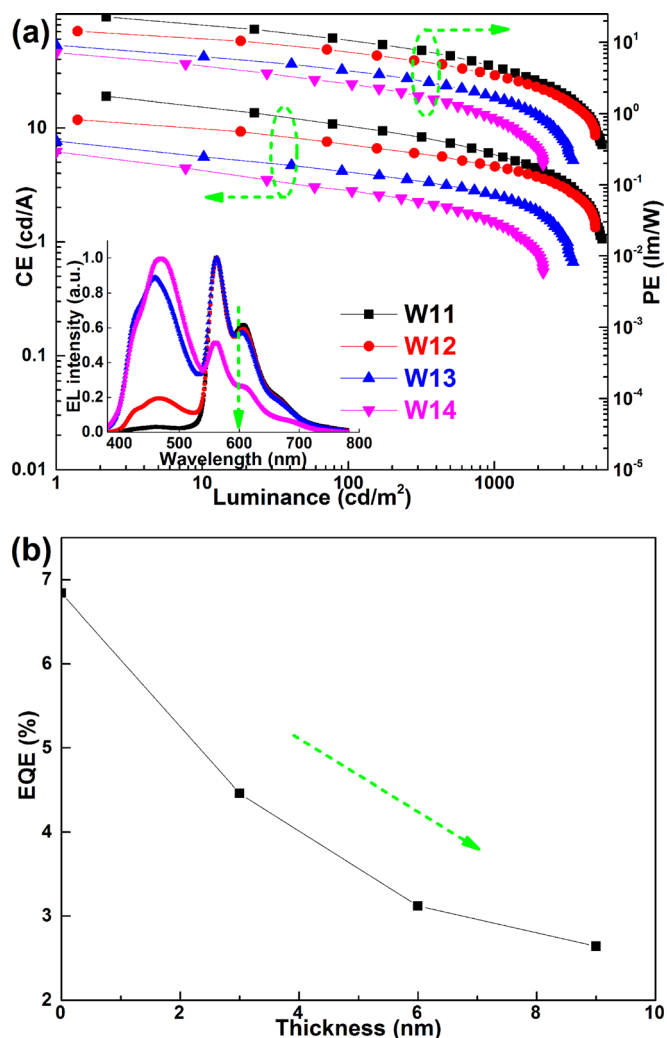 (a)
CE (cd/A)
10
1
0.1
0.01
PE (lm/W)
10¹
10⁰
10⁻¹
10⁻²
10⁻³
10⁻⁴
10⁻⁵
EL intensity (a.u.)
1.0
0.8
0.6
0.4
0.2
0.0
400 500 600 700 800
Wavelength (nm)
W11
W12
W13
W14
1 10 100 1000
Luminance (cd/m²)
(b)
EQE (%)
7
6
5
4
3
2
0 2 4 6 8 10
Thickness (nm)